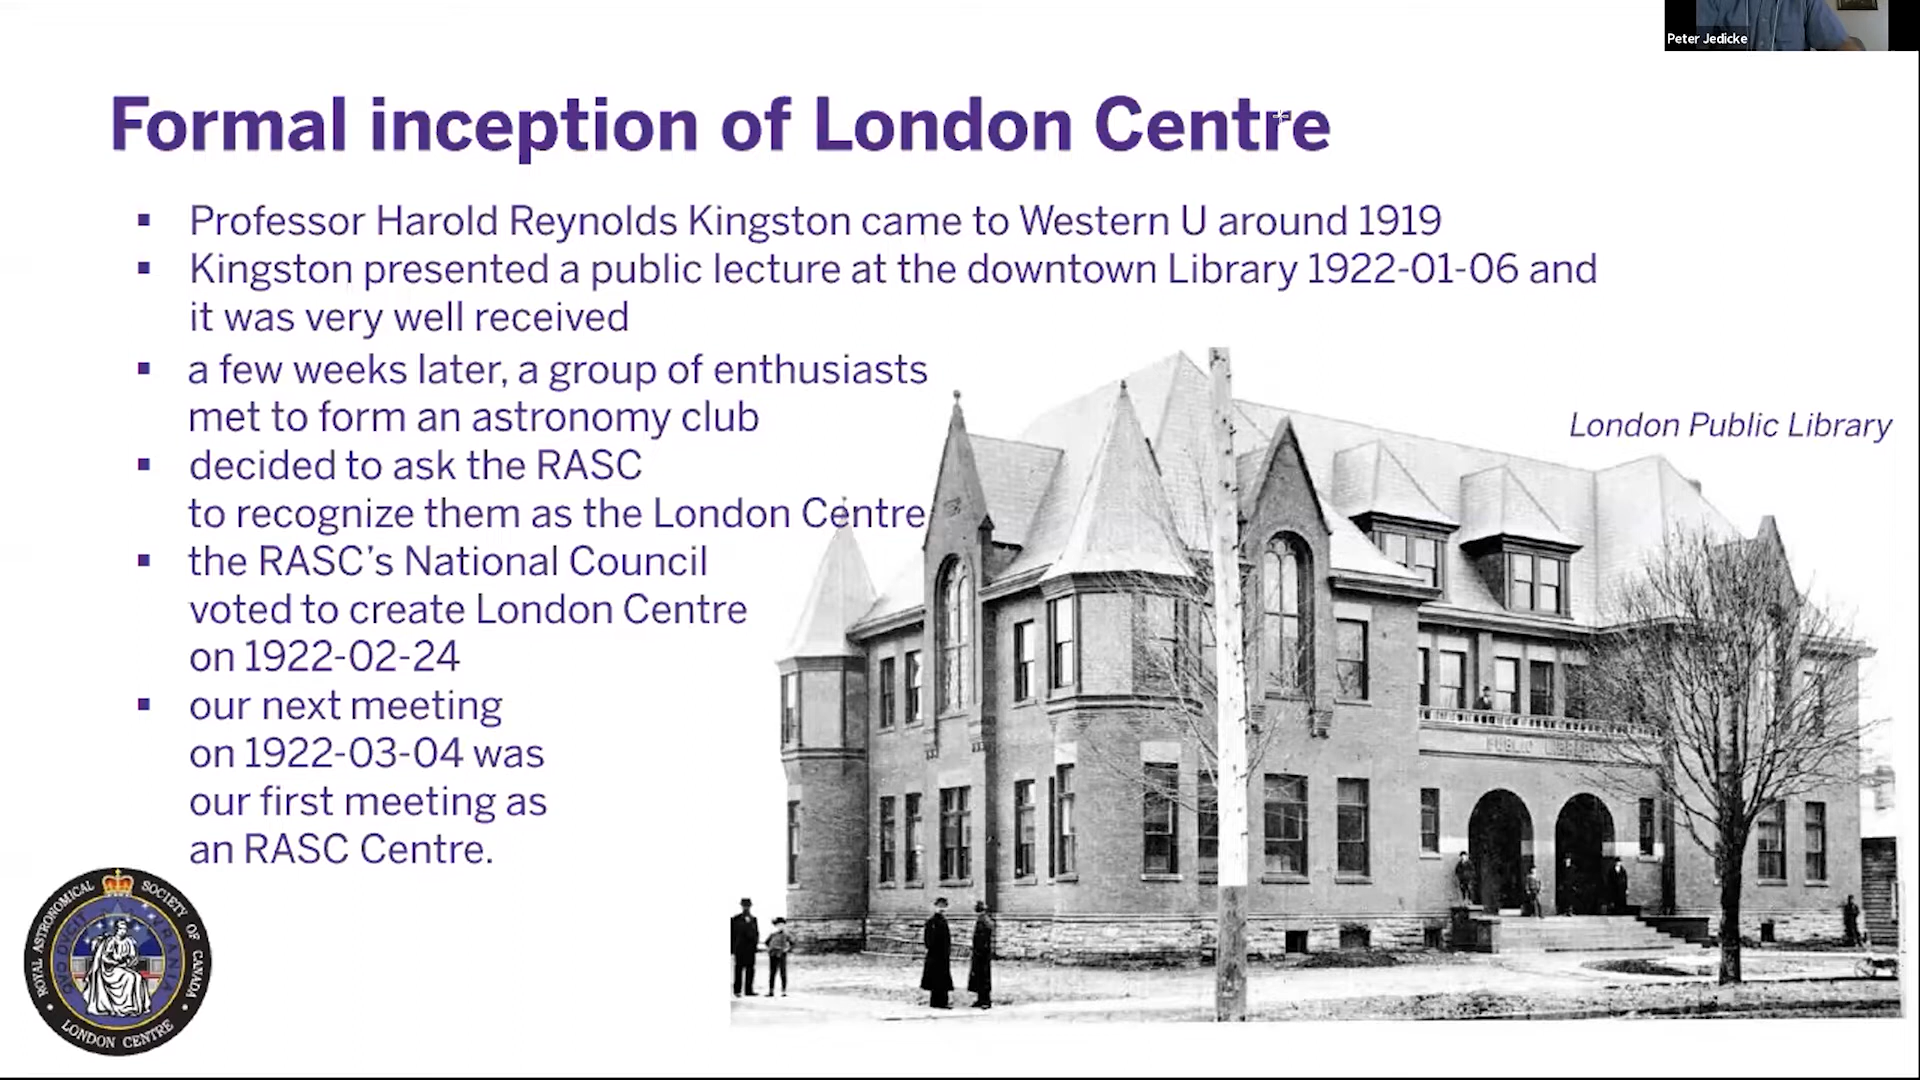 Peter Jedicke
Formal inception of London Centre
▪ Professor Harold Reynolds Kingston came to Western U around 1919
▪ Kingston presented a public lecture at the downtown Library 1922-01-06 and
it was very well received
▪ a few weeks later, a group of enthusiasts
met to form an astronomy club
▪ decided to ask the RASC
to recognize them as the London Centre
▪ the RASC’s National Council
voted to create London Centre
on 1922-02-24
▪ our next meeting
on 1922-03-04 was
our first meeting as
an RASC Centre.
London Public Library
PUBLIC LIBRARY
ROYAL ASTRONOMICAL SOCIETY OF CANADA
QVO DVCIT VRANIA
• LONDON CENTRE •